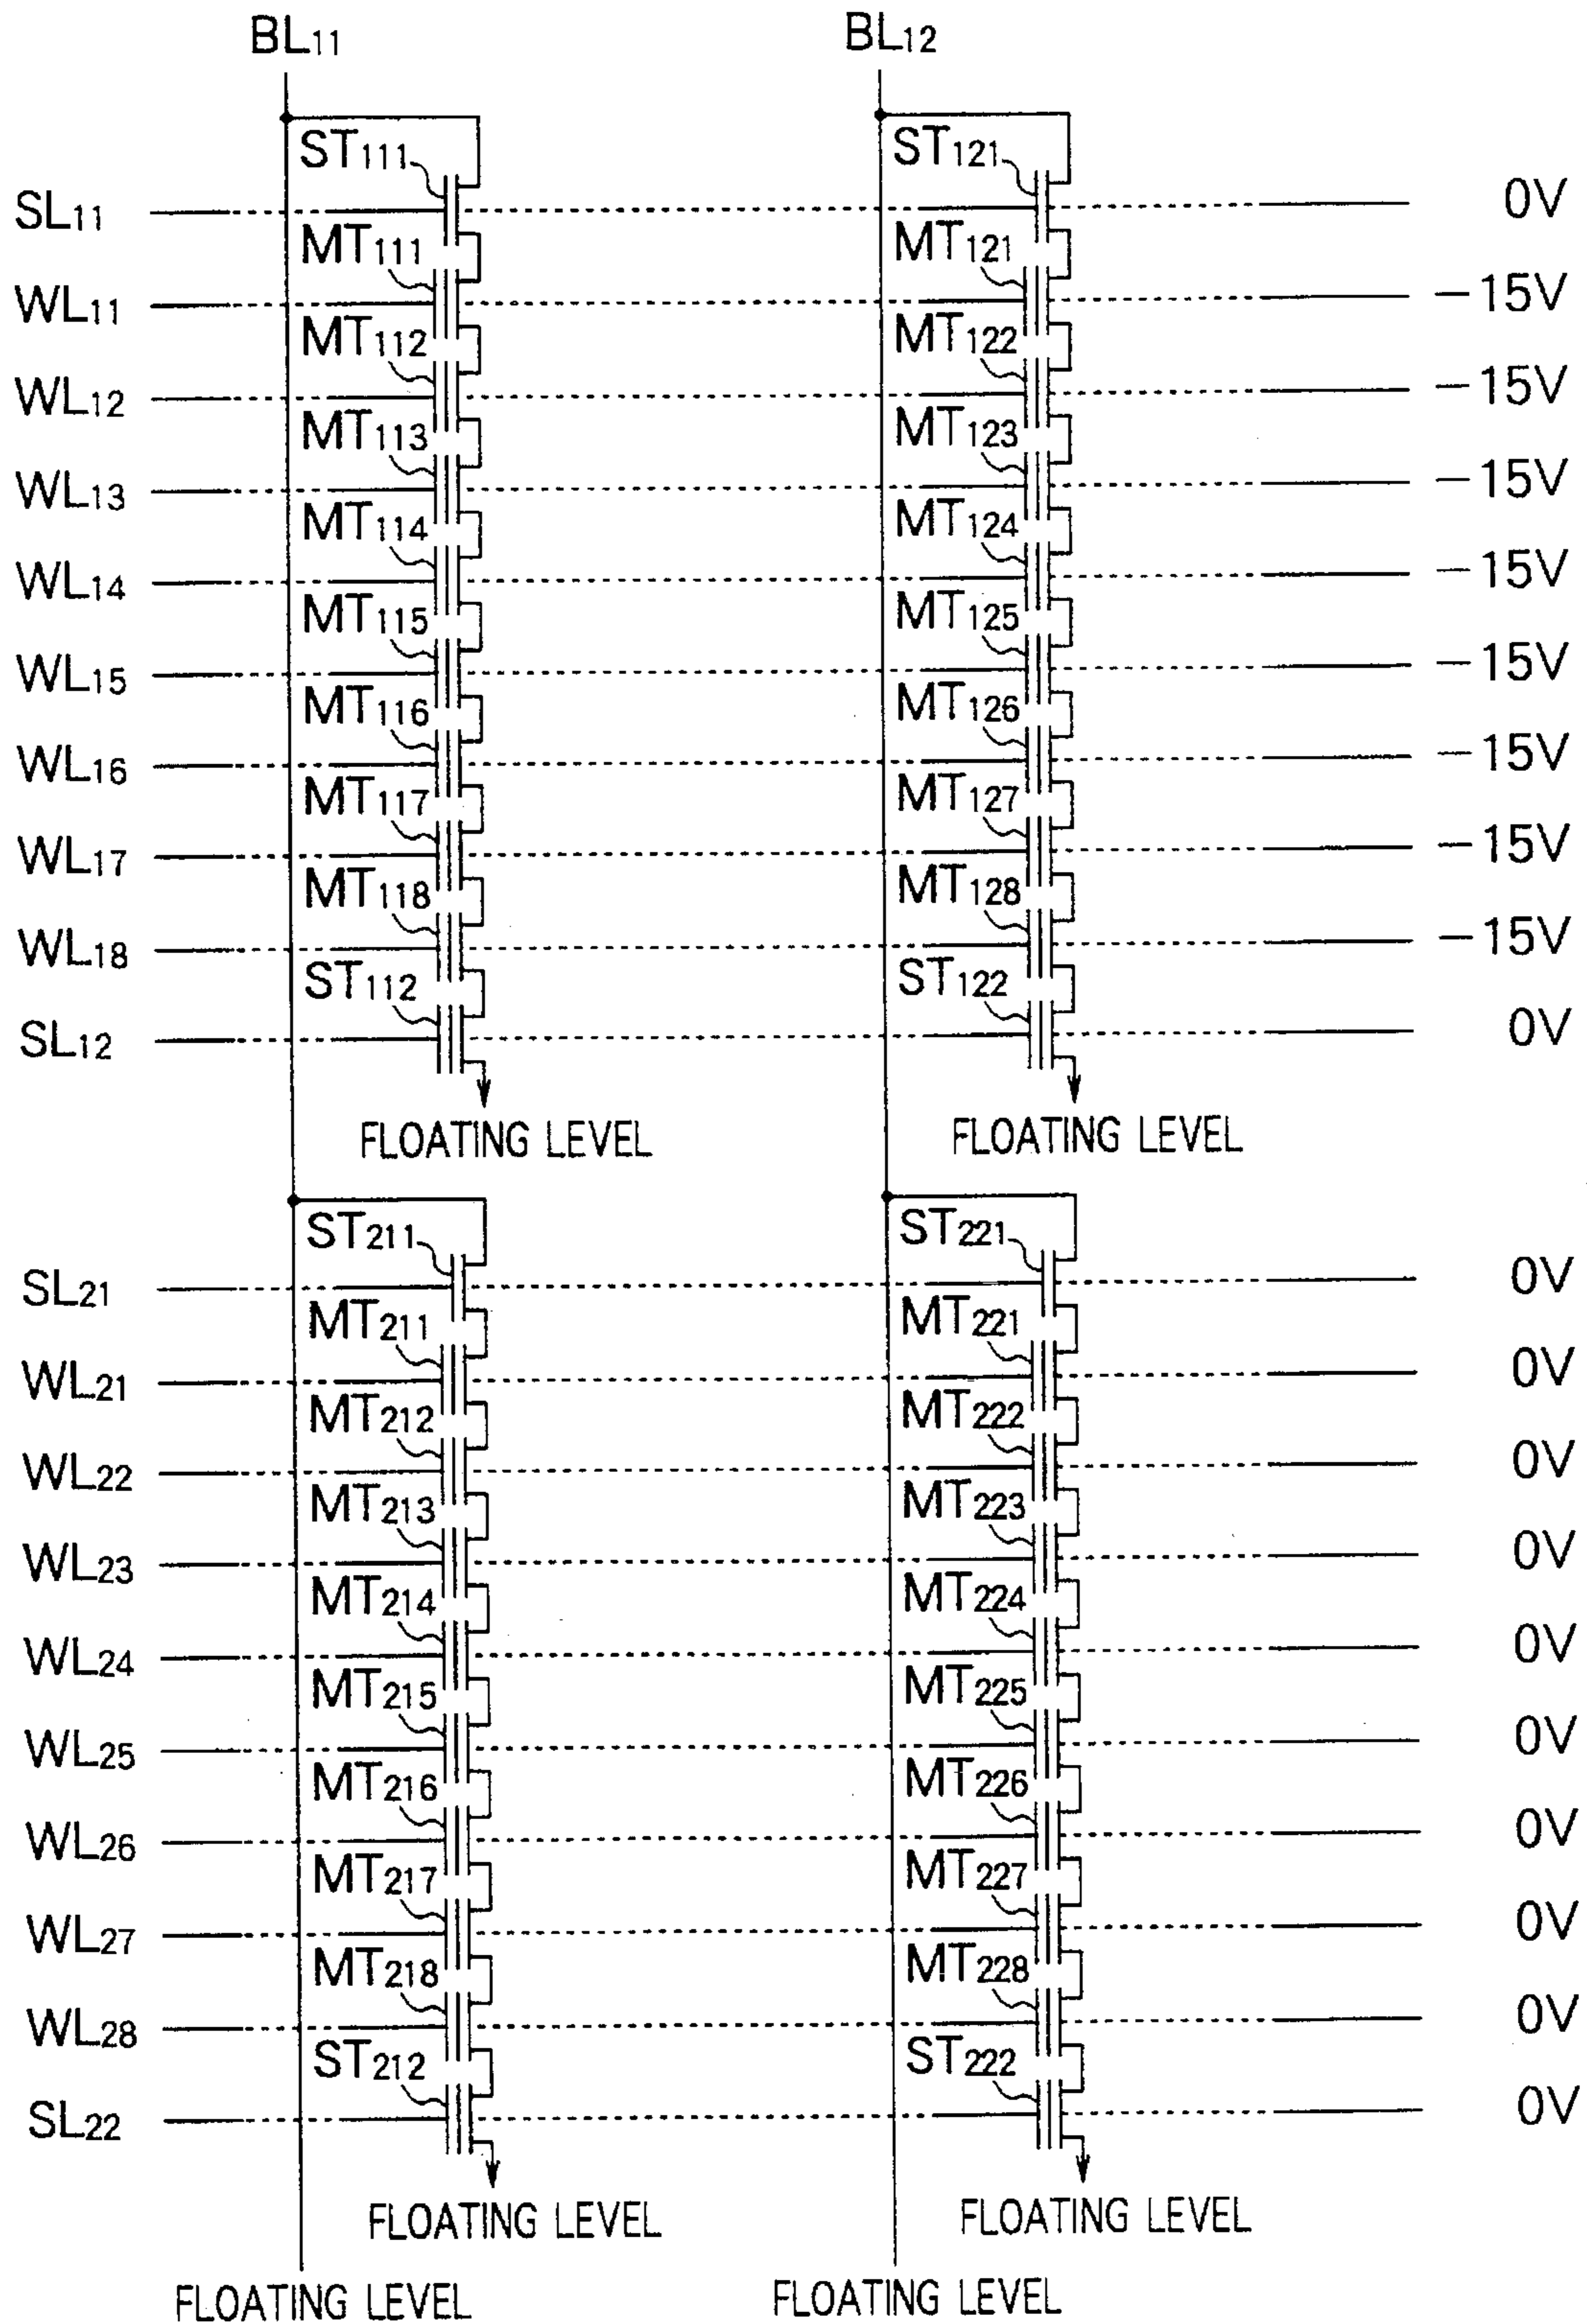 BL11 BL12
ST111 ST121
SL11 0V
MT111 MT121
WL11 −15V
MT112 MT122
WL12 −15V
MT113 MT123
WL13 −15V
MT114 MT124
WL14 −15V
MT115 MT125
WL15 −15V
MT116 MT126
WL16 −15V
MT117 MT127
WL17 −15V
MT118 MT128
WL18 −15V
ST112 ST122
SL12 0V
FLOATING LEVEL FLOATING LEVEL
ST211 ST221
SL21 0V
MT211 MT221
WL21 0V
MT212 MT222
WL22 0V
MT213 MT223
WL23 0V
MT214 MT224
WL24 0V
MT215 MT225
WL25 0V
MT216 MT226
WL26 0V
MT217 MT227
WL27 0V
MT218 MT228
WL28 0V
ST212 ST222
SL22 0V
FLOATING LEVEL FLOATING LEVEL
FLOATING LEVEL FLOATING LEVEL